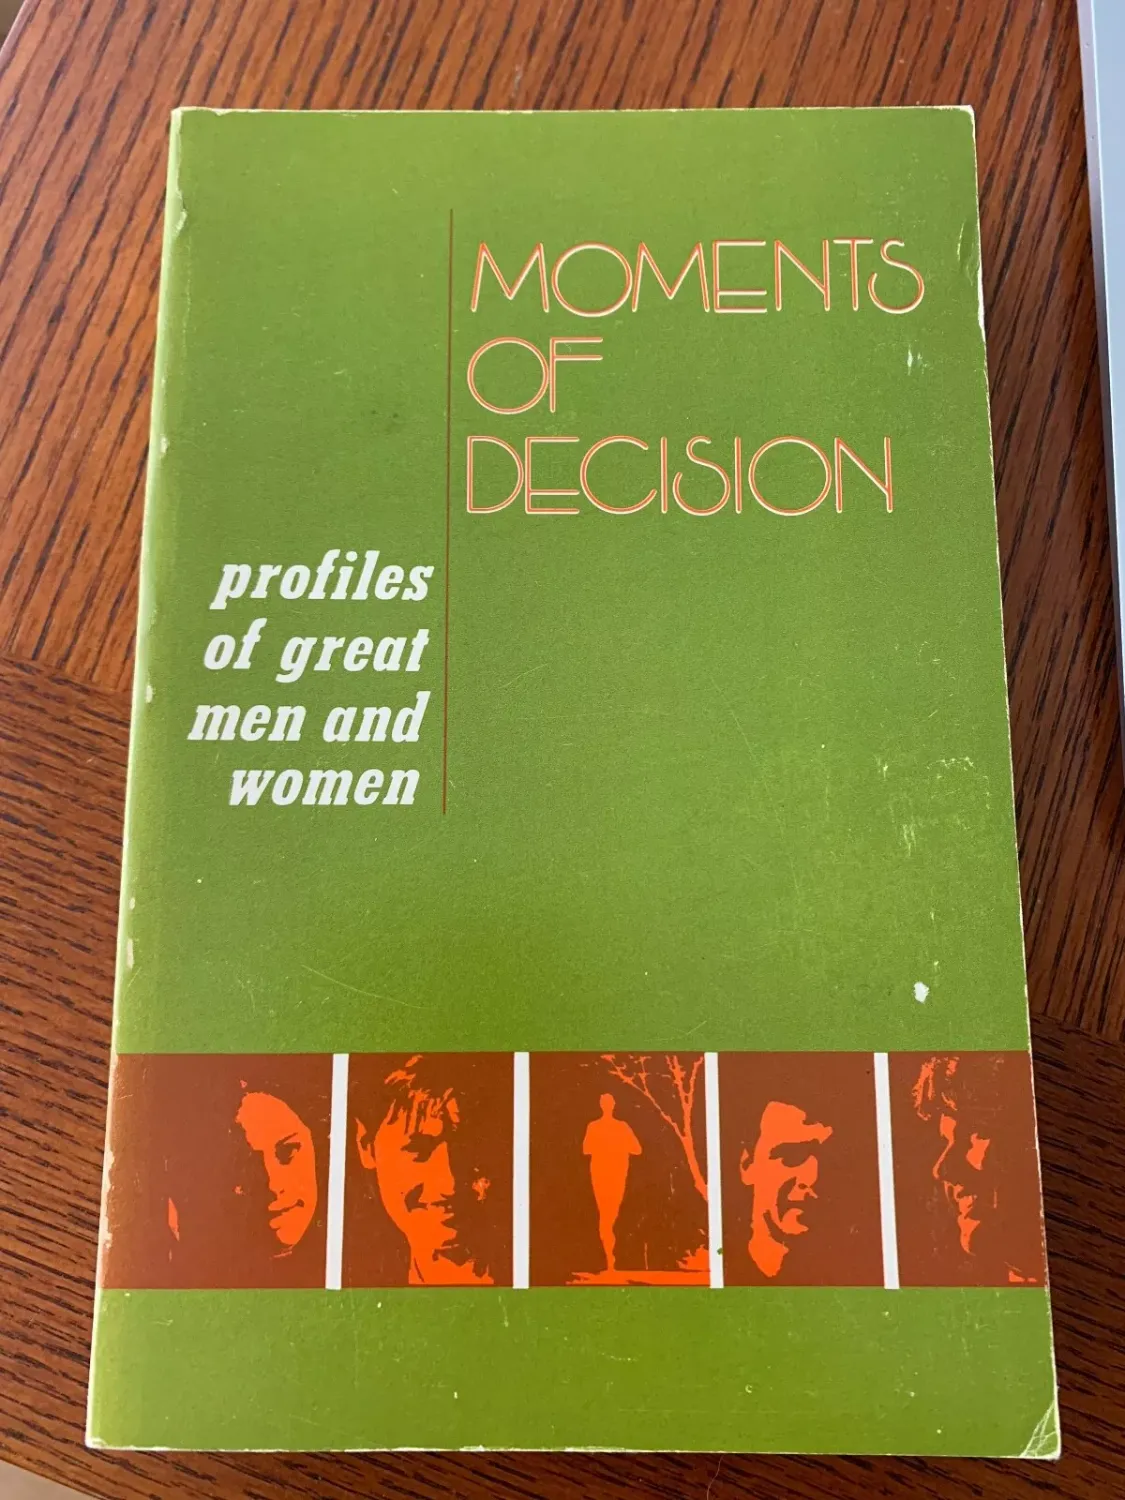 MOMENTS
OF
DECISION
profiles
of great
men and
women